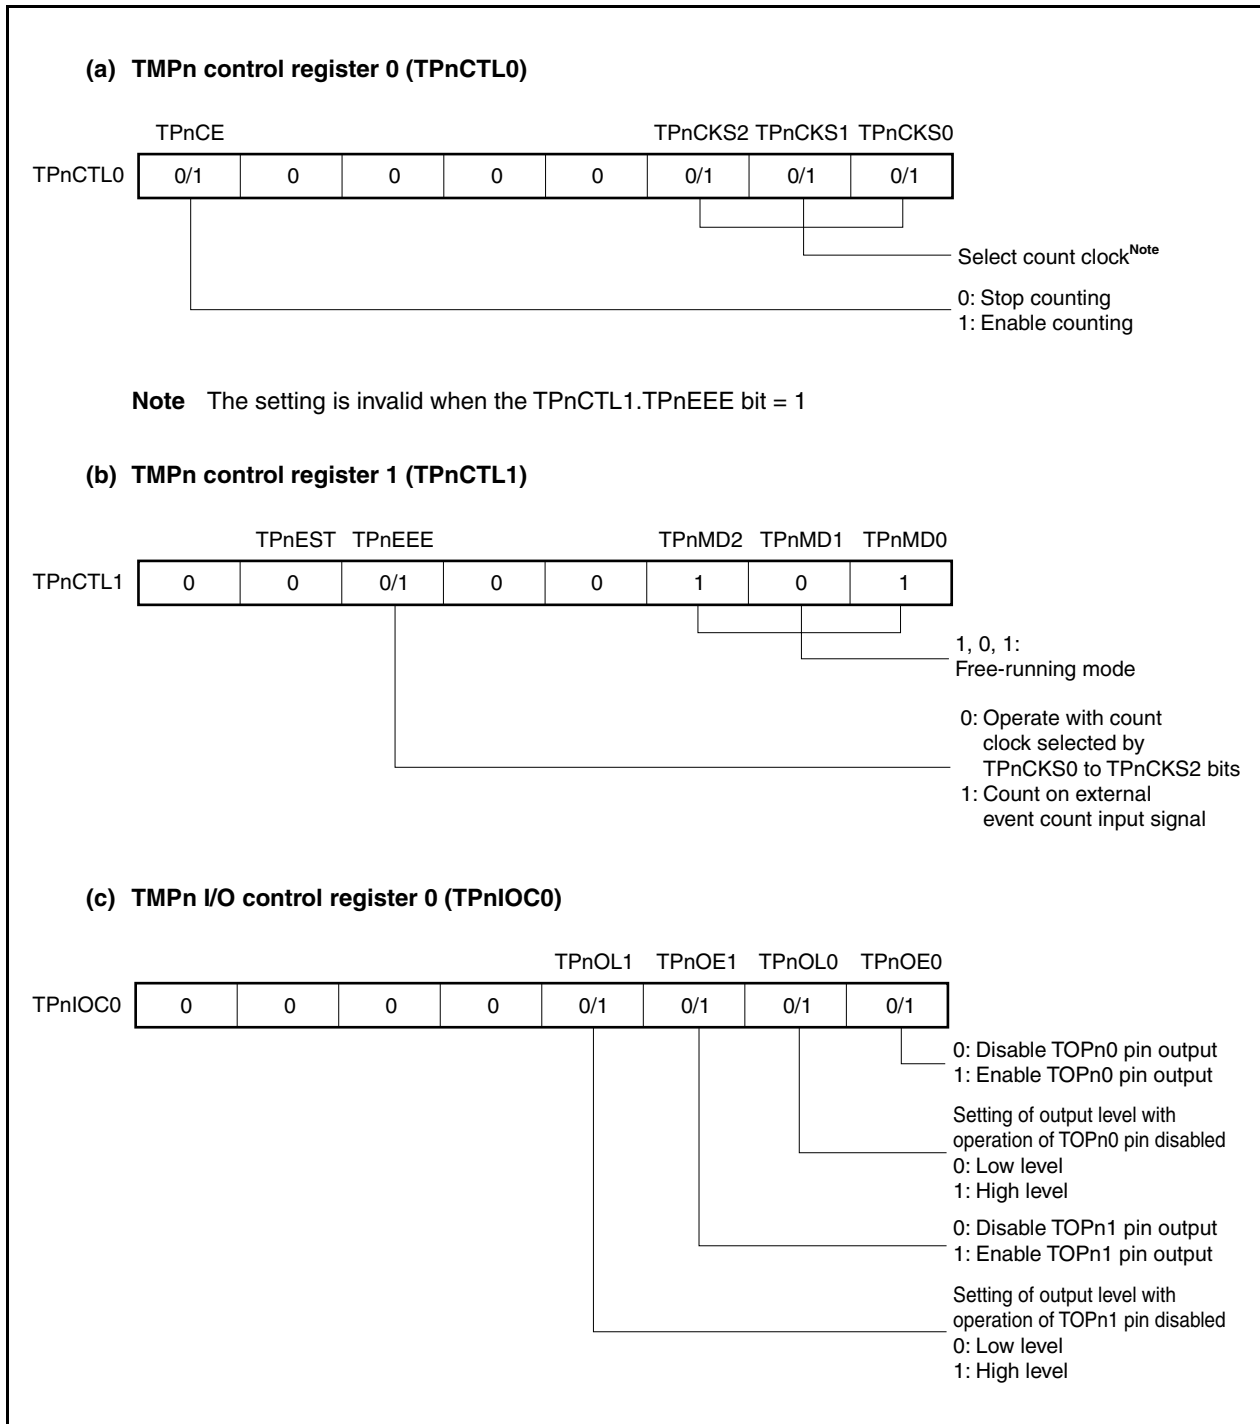 (a) TMPn control register 0 (TPnCTL0)
TPnCE TPnCKS2 TPnCKS1 TPnCKS0
TPnCTL0 0/1 0 0 0 0 0/1 0/1 0/1
Select count clockNote
0: Stop counting
1: Enable counting
Note The setting is invalid when the TPnCTL1.TPnEEE bit = 1
(b) TMPn control register 1 (TPnCTL1)
TPnEST TPnEEE TPnMD2 TPnMD1 TPnMD0
TPnCTL1 0 0 0/1 0 0 1 0 1
1, 0, 1:
Free-running mode
0: Operate with count
clock selected by
TPnCKS0 to TPnCKS2 bits
1: Count on external
event count input signal
(c) TMPn I/O control register 0 (TPnIOC0)
TPnOL1 TPnOE1 TPnOL0 TPnOE0
TPnIOC0 0 0 0 0 0/1 0/1 0/1 0/1
0: Disable TOPn0 pin output
1: Enable TOPn0 pin output
Setting of output level with
operation of TOPn0 pin disabled
0: Low level
1: High level
0: Disable TOPn1 pin output
1: Enable TOPn1 pin output
Setting of output level with
operation of TOPn1 pin disabled
0: Low level
1: High level